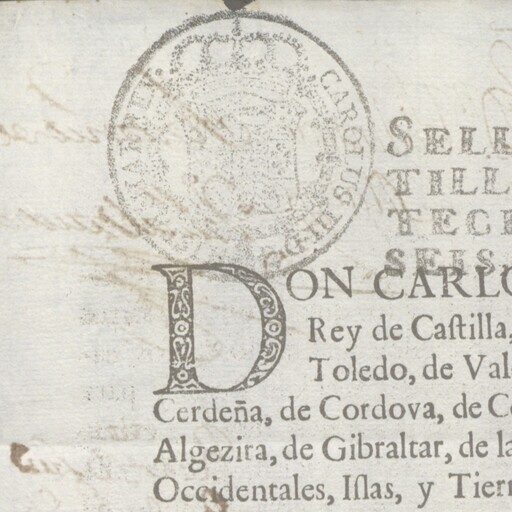 CAROLUS III D. G. HISPANIAR. REX
SELL
TILL
TECI
SEIS
DON CARLO
Rey de Caſtilla,
Toledo, de Val
Cerdeña, de Cordova, de C
Algezira, de Gibraltar, de la
Occidentales, Iſlas, y Tierr